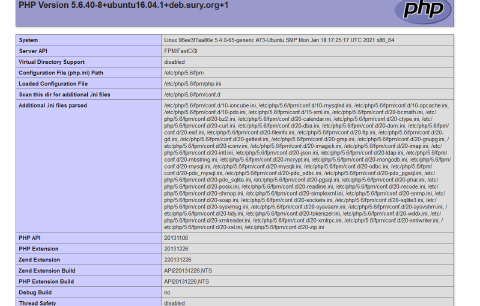 PHP Version 5.6.40-8+ubuntu16.04.1+deb.sury.org+1
php
System Linux 5.4.0-65-generic #73-Ubuntu SMP Mon Jan 18 17:25:17 UTC 2021 x86_64
Server API FPM/FastCGI
Virtual Directory Support disabled
Configuration File (php.ini) Path /etc/php/5.6/fpm
Loaded Configuration File /etc/php/5.6/fpm/php.ini
Scan this dir for additional .ini files /etc/php/5.6/fpm/conf.d
Additional .ini files parsed /etc/php/5.6/fpm/conf.d/10-ioncube.ini, /etc/php/5.6/fpm/conf.d/10-mysqlnd.ini, /etc/php/5.6/fpm/conf.d/10-opcache.ini,
/etc/php/5.6/fpm/conf.d/10-pdo.ini, /etc/php/5.6/fpm/conf.d/15-xml.ini, /etc/php/5.6/fpm/conf.d/20-bcmath.ini, /etc/
php/5.6/fpm/conf.d/20-bz2.ini, /etc/php/5.6/fpm/conf.d/20-calendar.ini, /etc/php/5.6/fpm/conf.d/20-ctype.ini, /etc/
php/5.6/fpm/conf.d/20-curl.ini, /etc/php/5.6/fpm/conf.d/20-dba.ini, /etc/php/5.6/fpm/conf.d/20-dom.ini, /etc/php/5.6/fpm/
conf.d/20-exif.ini, /etc/php/5.6/fpm/conf.d/20-fileinfo.ini, /etc/php/5.6/fpm/conf.d/20-ftp.ini, /etc/php/5.6/fpm/conf.d/20-
gd.ini, /etc/php/5.6/fpm/conf.d/20-gettext.ini, /etc/php/5.6/fpm/conf.d/20-gmp.ini, /etc/php/5.6/fpm/conf.d/20-gnupg.ini, /
etc/php/5.6/fpm/conf.d/20-iconv.ini, /etc/php/5.6/fpm/conf.d/20-imagick.ini, /etc/php/5.6/fpm/conf.d/20-imap.ini, /etc/
php/5.6/fpm/conf.d/20-intl.ini, /etc/php/5.6/fpm/conf.d/20-json.ini, /etc/php/5.6/fpm/conf.d/20-ldap.ini, /etc/php/5.6/fpm/
conf.d/20-mbstring.ini, /etc/php/5.6/fpm/conf.d/20-mcrypt.ini, /etc/php/5.6/fpm/conf.d/20-mongodb.ini, /etc/php/5.6/fpm/
conf.d/20-mysql.ini, /etc/php/5.6/fpm/conf.d/20-mysqli.ini, /etc/php/5.6/fpm/conf.d/20-odbc.ini, /etc/php/5.6/fpm/
conf.d/20-pdo_mysql.ini, /etc/php/5.6/fpm/conf.d/20-pdo_odbc.ini, /etc/php/5.6/fpm/conf.d/20-pdo_pgsql.ini, /etc/
php/5.6/fpm/conf.d/20-pdo_sqlite.ini, /etc/php/5.6/fpm/conf.d/20-pgsql.ini, /etc/php/5.6/fpm/conf.d/20-phar.ini, /etc/
php/5.6/fpm/conf.d/20-posix.ini, /etc/php/5.6/fpm/conf.d/20-readline.ini, /etc/php/5.6/fpm/conf.d/20-recode.ini, /etc/
php/5.6/fpm/conf.d/20-shmop.ini, /etc/php/5.6/fpm/conf.d/20-simplexml.ini, /etc/php/5.6/fpm/conf.d/20-snmp.ini, /etc/
php/5.6/fpm/conf.d/20-soap.ini, /etc/php/5.6/fpm/conf.d/20-sockets.ini, /etc/php/5.6/fpm/conf.d/20-sqlite3.ini, /etc/
php/5.6/fpm/conf.d/20-sysvmsg.ini, /etc/php/5.6/fpm/conf.d/20-sysvsem.ini, /etc/php/5.6/fpm/conf.d/20-sysvshm.ini, /
etc/php/5.6/fpm/conf.d/20-tidy.ini, /etc/php/5.6/fpm/conf.d/20-tokenizer.ini, /etc/php/5.6/fpm/conf.d/20-wddx.ini, /etc/
php/5.6/fpm/conf.d/20-xmlreader.ini, /etc/php/5.6/fpm/conf.d/20-xmlrpc.ini, /etc/php/5.6/fpm/conf.d/20-xmlwriter.ini, /
etc/php/5.6/fpm/conf.d/20-xsl.ini, /etc/php/5.6/fpm/conf.d/20-zip.ini
PHP API 20131106
PHP Extension 20131226
Zend Extension 220131226
Zend Extension Build API220131226,NTS
PHP Extension Build API20131226,NTS
Debug Build no
Thread Safety disabled